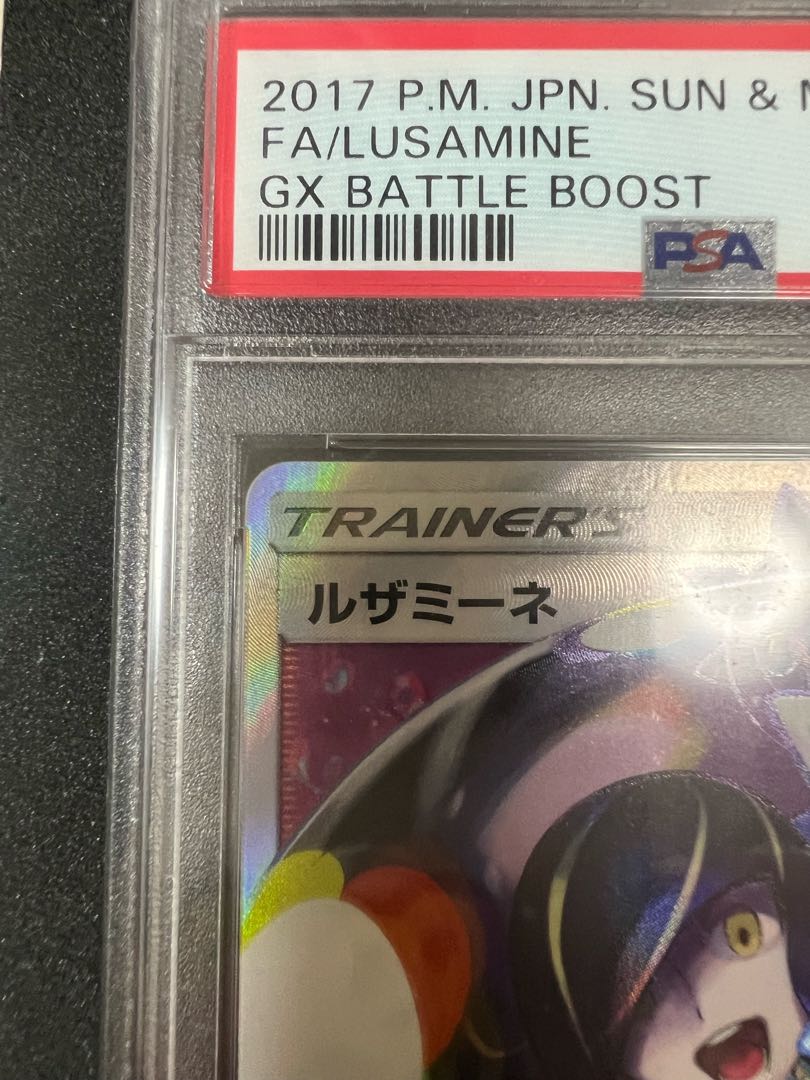 2017 P.M. JPN. SUN &
FA/LUSAMINE
GX BATTLE BOOST
PSA
TRAINER'S
ルザミーネ